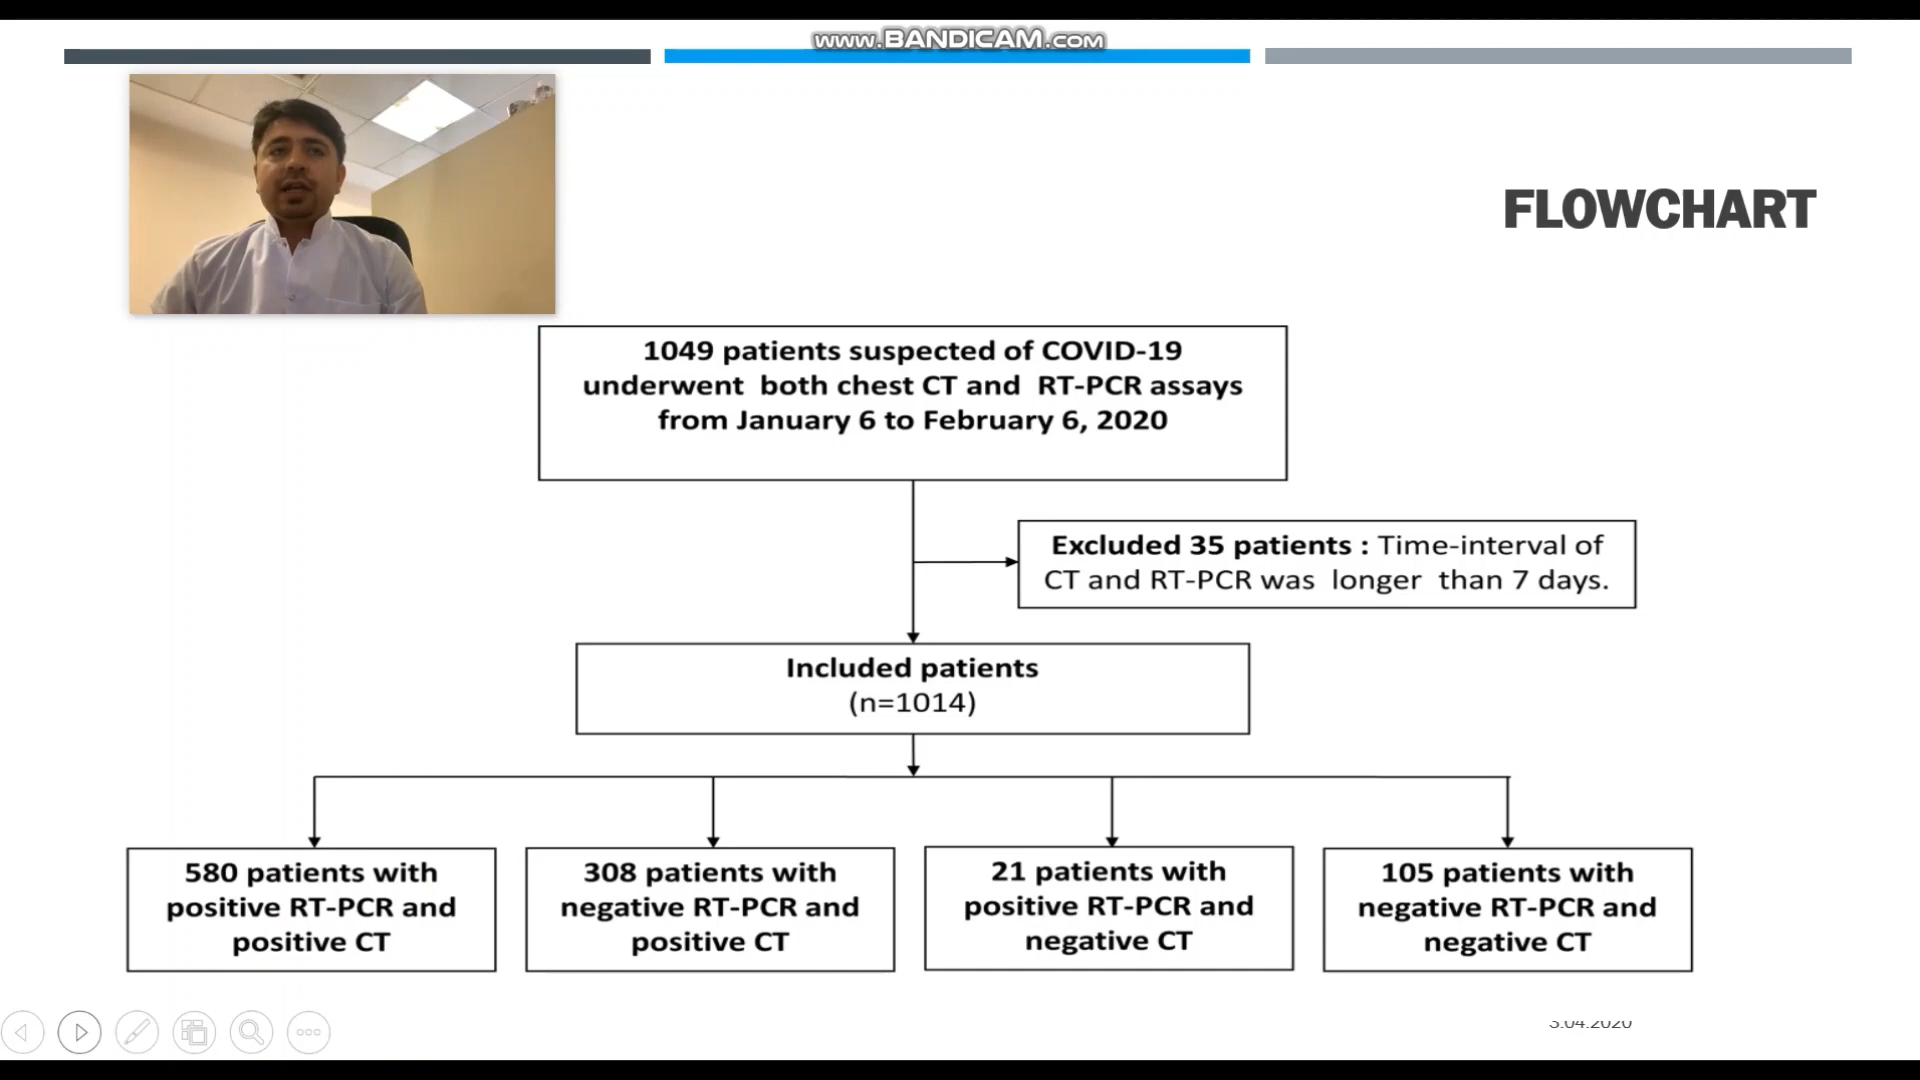 www.BANDICAM.com
FLOWCHART
1049 patients suspected of COVID-19
underwent both chest CT and RT-PCR assays
from January 6 to February 6, 2020
Excluded 35 patients : Time-interval of
CT and RT-PCR was longer than 7 days.
Included patients
(n=1014)
580 patients with
positive RT-PCR and
positive CT
308 patients with
negative RT-PCR and
positive CT
21 patients with
positive RT-PCR and
negative CT
105 patients with
negative RT-PCR and
negative CT
3.04.2020